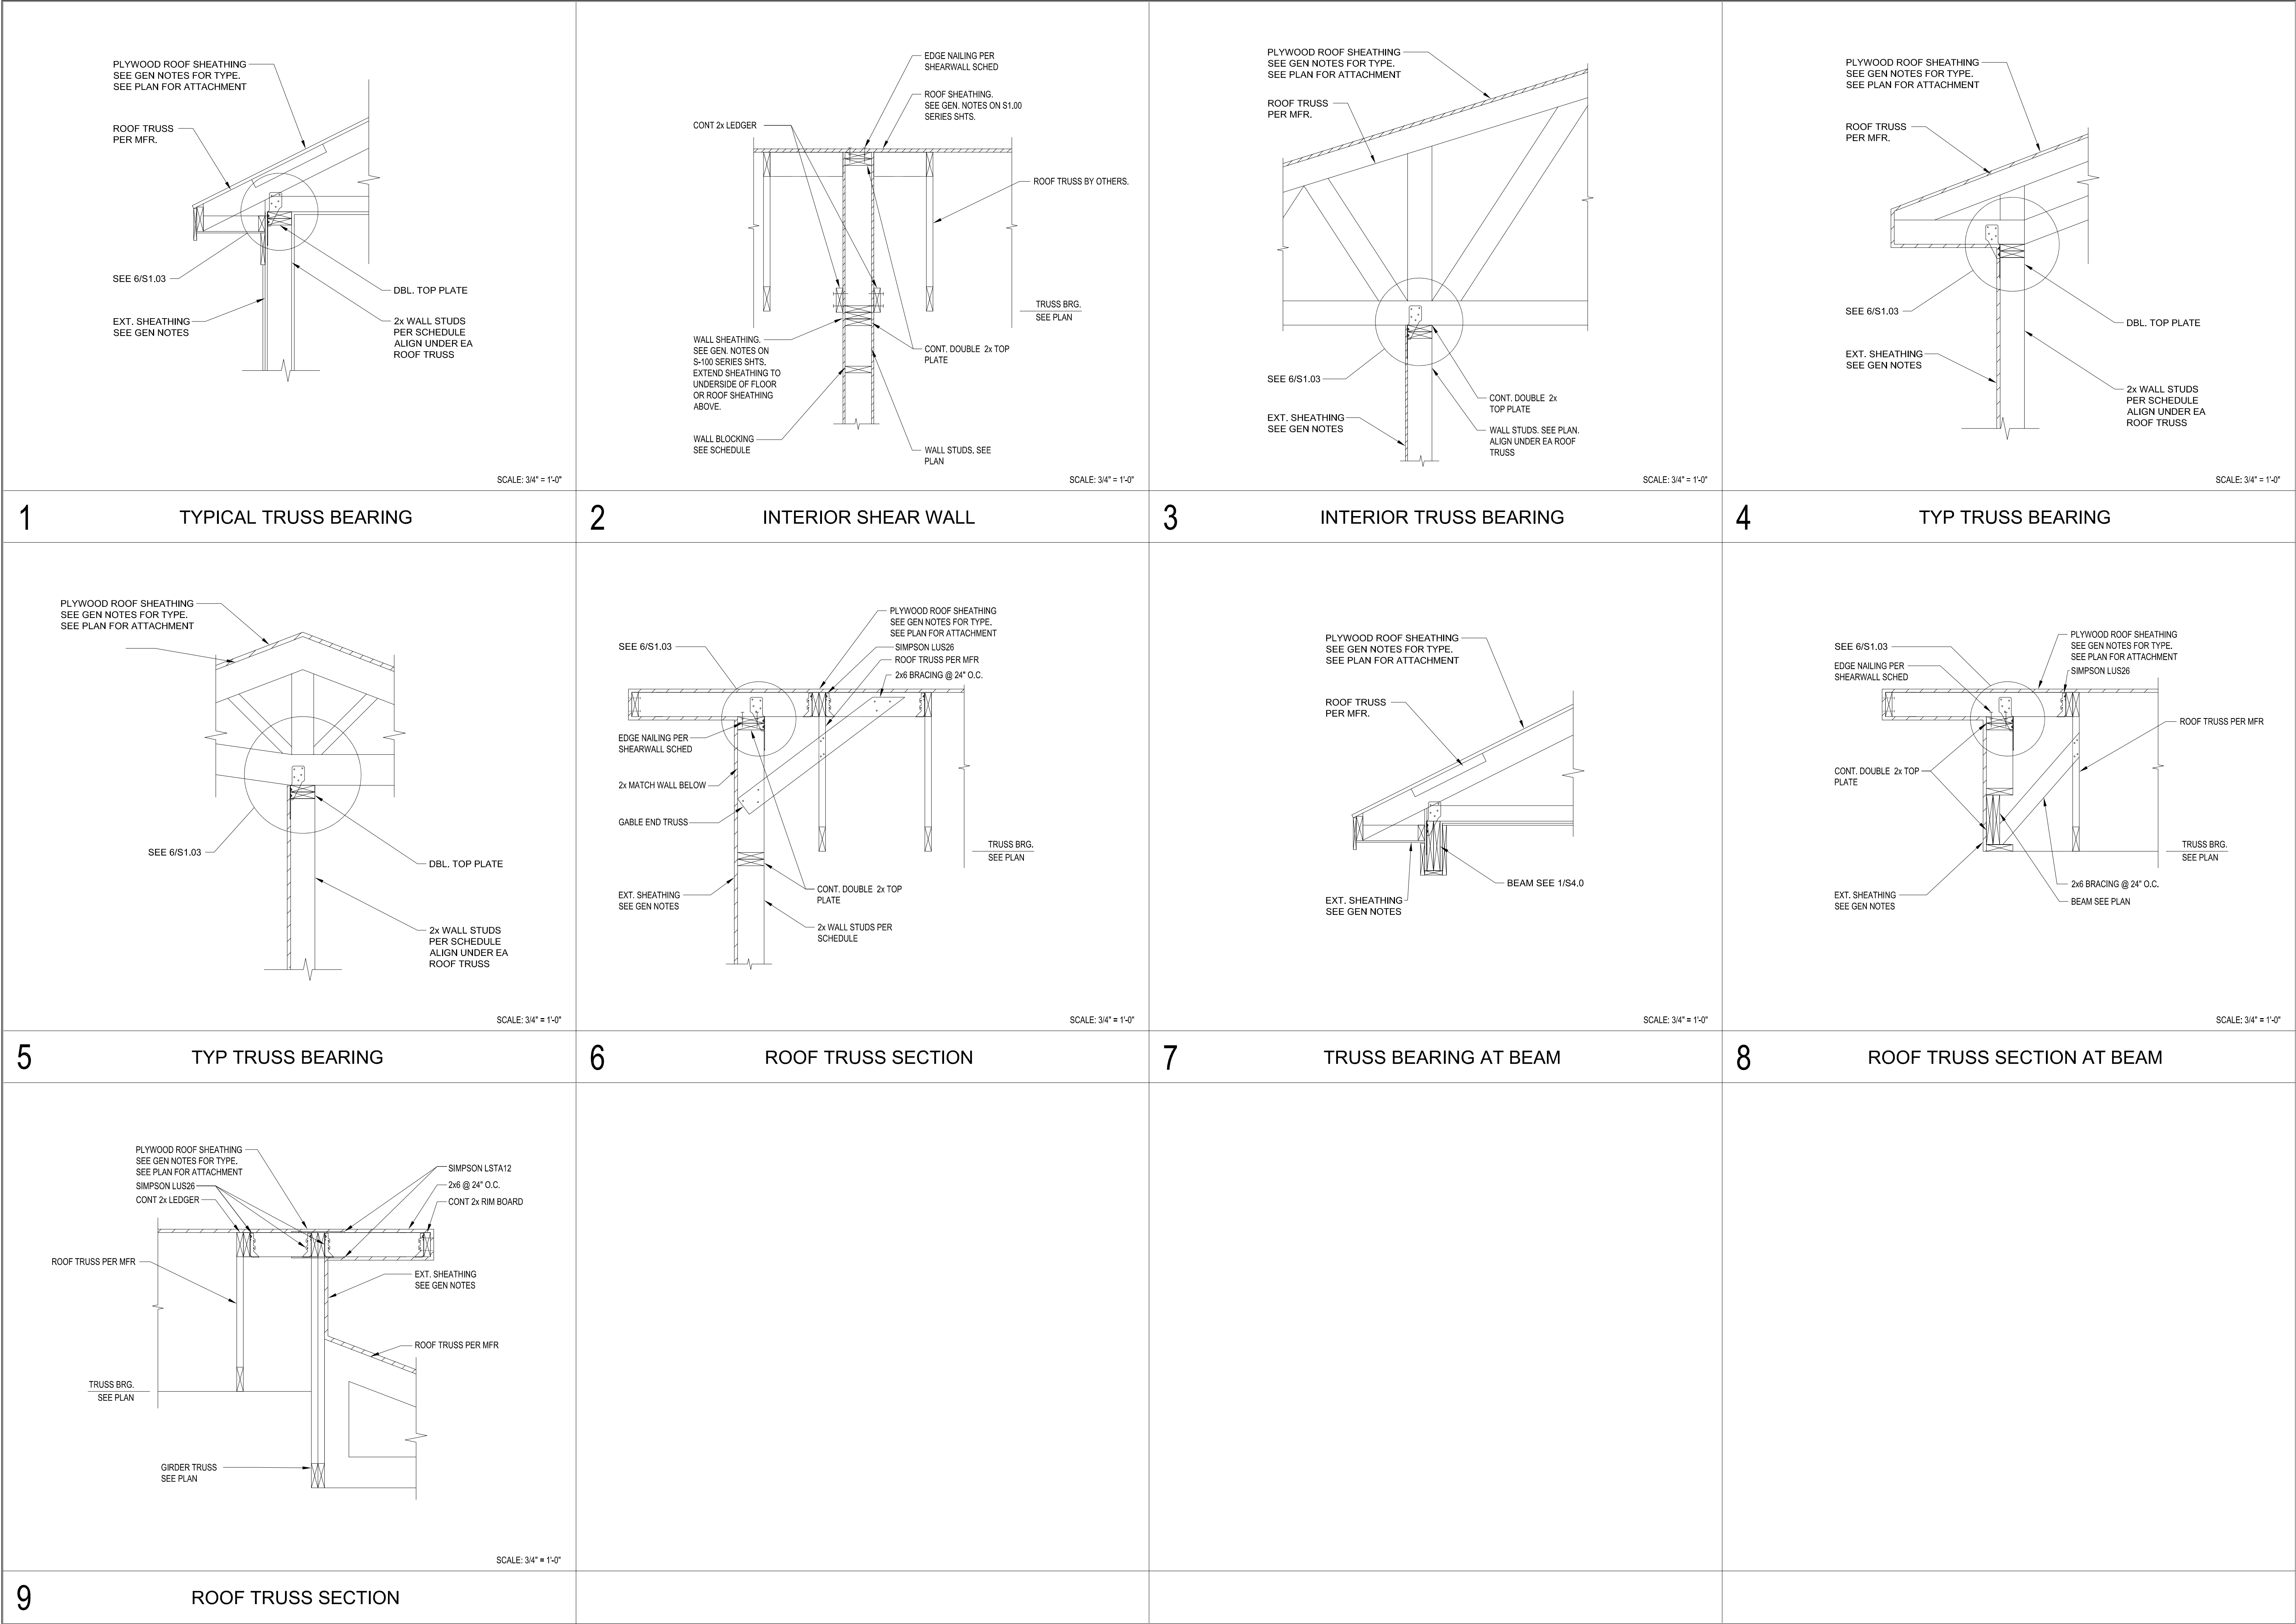 PLYWOOD ROOF SHEATHING
SEE GEN NOTES FOR TYPE.
SEE PLAN FOR ATTACHMENT
ROOF TRUSS
PER MFR.
SEE 6/S1.03
EXT. SHEATHING
SEE GEN NOTES
DBL. TOP PLATE
2x WALL STUDS
PER SCHEDULE
ALIGN UNDER EA
ROOF TRUSS
SCALE: 3/4" = 1'-0"
1
TYPICAL TRUSS BEARING
EDGE NAILING PER
SHEARWALL SCHED
ROOF SHEATHING.
SEE GEN. NOTES ON S1.00
SERIES SHTS.
CONT 2x LEDGER
ROOF TRUSS BY OTHERS.
TRUSS BRG.
SEE PLAN
WALL SHEATHING.
SEE GEN. NOTES ON
S-100 SERIES SHTS.
EXTEND SHEATHING TO
UNDERSIDE OF FLOOR
OR ROOF SHEATHING
ABOVE.
CONT. DOUBLE 2x TOP
PLATE
WALL BLOCKING
SEE SCHEDULE
WALL STUDS. SEE
PLAN
SCALE: 3/4" = 1'-0"
2
INTERIOR SHEAR WALL
PLYWOOD ROOF SHEATHING
SEE GEN NOTES FOR TYPE.
SEE PLAN FOR ATTACHMENT
ROOF TRUSS
PER MFR.
SEE 6/S1.03
EXT. SHEATHING
SEE GEN NOTES
CONT. DOUBLE 2x
TOP PLATE
WALL STUDS. SEE PLAN.
ALIGN UNDER EA ROOF
TRUSS
SCALE: 3/4" = 1'-0"
3
INTERIOR TRUSS BEARING
PLYWOOD ROOF SHEATHING
SEE GEN NOTES FOR TYPE.
SEE PLAN FOR ATTACHMENT
ROOF TRUSS
PER MFR.
SEE 6/S1.03
EXT. SHEATHING
SEE GEN NOTES
DBL. TOP PLATE
2x WALL STUDS
PER SCHEDULE
ALIGN UNDER EA
ROOF TRUSS
SCALE: 3/4" = 1'-0"
4
TYP TRUSS BEARING
PLYWOOD ROOF SHEATHING
SEE GEN NOTES FOR TYPE.
SEE PLAN FOR ATTACHMENT
SEE 6/S1.03
DBL. TOP PLATE
2x WALL STUDS
PER SCHEDULE
ALIGN UNDER EA
ROOF TRUSS
SCALE: 3/4" = 1'-0"
5
TYP TRUSS BEARING
PLYWOOD ROOF SHEATHING
SEE GEN NOTES FOR TYPE.
SEE PLAN FOR ATTACHMENT
SIMPSON LUS26
ROOF TRUSS PER MFR
2x6 BRACING @ 24" O.C.
SEE 6/S1.03
EDGE NAILING PER
SHEARWALL SCHED
2x MATCH WALL BELOW
GABLE END TRUSS
TRUSS BRG.
SEE PLAN
EXT. SHEATHING
SEE GEN NOTES
CONT. DOUBLE 2x TOP
PLATE
2x WALL STUDS PER
SCHEDULE
SCALE: 3/4" = 1'-0"
6
ROOF TRUSS SECTION
PLYWOOD ROOF SHEATHING
SEE GEN NOTES FOR TYPE.
SEE PLAN FOR ATTACHMENT
ROOF TRUSS
PER MFR.
BEAM SEE 1/S4.0
EXT. SHEATHING
SEE GEN NOTES
SCALE: 3/4" = 1'-0"
7
TRUSS BEARING AT BEAM
SEE 6/S1.03
EDGE NAILING PER
SHEARWALL SCHED
PLYWOOD ROOF SHEATHING
SEE GEN NOTES FOR TYPE.
SEE PLAN FOR ATTACHMENT
SIMPSON LUS26
ROOF TRUSS PER MFR
CONT. DOUBLE 2x TOP
PLATE
TRUSS BRG.
SEE PLAN
EXT. SHEATHING
SEE GEN NOTES
2x6 BRACING @ 24" O.C.
BEAM SEE PLAN
SCALE: 3/4" = 1'-0"
8
ROOF TRUSS SECTION AT BEAM
PLYWOOD ROOF SHEATHING
SEE GEN NOTES FOR TYPE.
SEE PLAN FOR ATTACHMENT
SIMPSON LUS26
CONT 2x LEDGER
SIMPSON LSTA12
2x6 @ 24" O.C.
CONT 2x RIM BOARD
ROOF TRUSS PER MFR
EXT. SHEATHING
SEE GEN NOTES
ROOF TRUSS PER MFR
TRUSS BRG.
SEE PLAN
GIRDER TRUSS
SEE PLAN
SCALE: 3/4" = 1'-0"
9
ROOF TRUSS SECTION